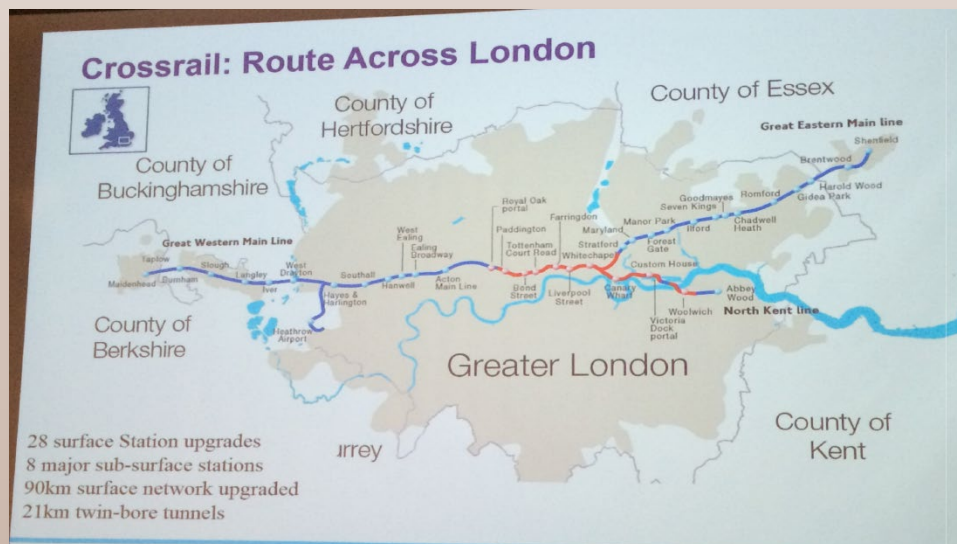 Crossrail: Route Across London
County of
Hertfordshire
County of Essex
Great Eastern Main line
Shenfield
Brentwood
Harold Wood
Gidea Park
Romford
Chadwell
Heath
Goodmayes
Seven Kings
Ilford
Manor Park
Forest
Gate
Maryland
Stratford
County of
Buckinghamshire
Royal Oak
portal
Paddington
Farringdon
Tottenham
Court Road
Whitechapel
Custom House
West
Ealing
Ealing
Broadway
Great Western Main Line
Taplow
Maidenhead
Burnham
Slough
Langley
Iver
West
Drayton
Southall
Hayes &
Harlington
Hanwell
Acton
Main Line
Bond
Street
Liverpool
Street
Canary
Wharf
Abbey
Wood
Woolwich
North Kent line
Victoria
Dock
portal
Heathrow
Airport
County of
Berkshire
Greater London
County of
Kent
urrey
28 surface Station upgrades
8 major sub-surface stations
90km surface network upgraded
21km twin-bore tunnels